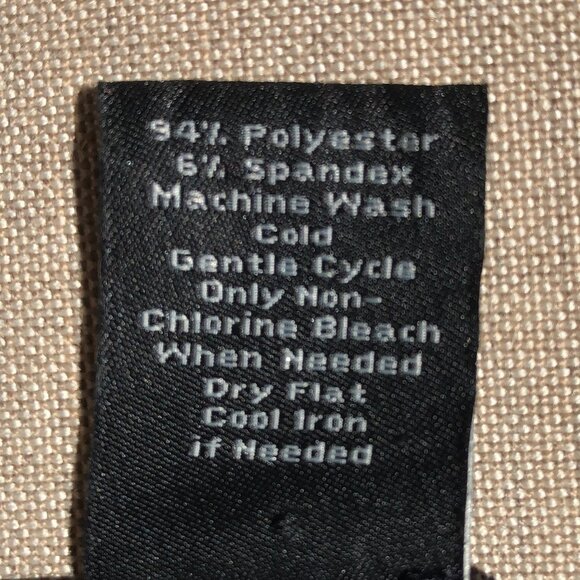 94% Polyester
6% Spandex
Machine Wash
Cold
Gentle Cycle
Only Non-
Chlorine Bleach
When Needed
Dry Flat
Cool Iron
if Needed